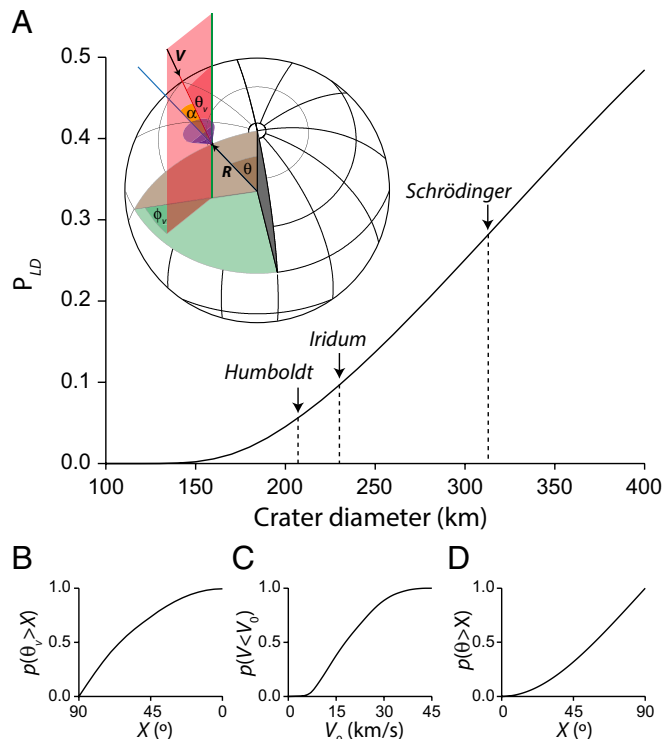 A
0.5
0.4
0.3
0.2
0.1
0.0
P_LD
100
150
200
250
300
350
400
Crater diameter (km)
V
θ_v
α
R
θ
ϕ_v
Schrödinger
Iridum
Humboldt
B
1.0
0.5
0.0
p(θ_v>X)
90
45
0
X (º)
C
1.0
0.5
0.0
p(V<V_0)
0
15
30
45
V_0 (km/s)
D
1.0
0.5
0.0
p(θ>X)
0
45
90
X (º)